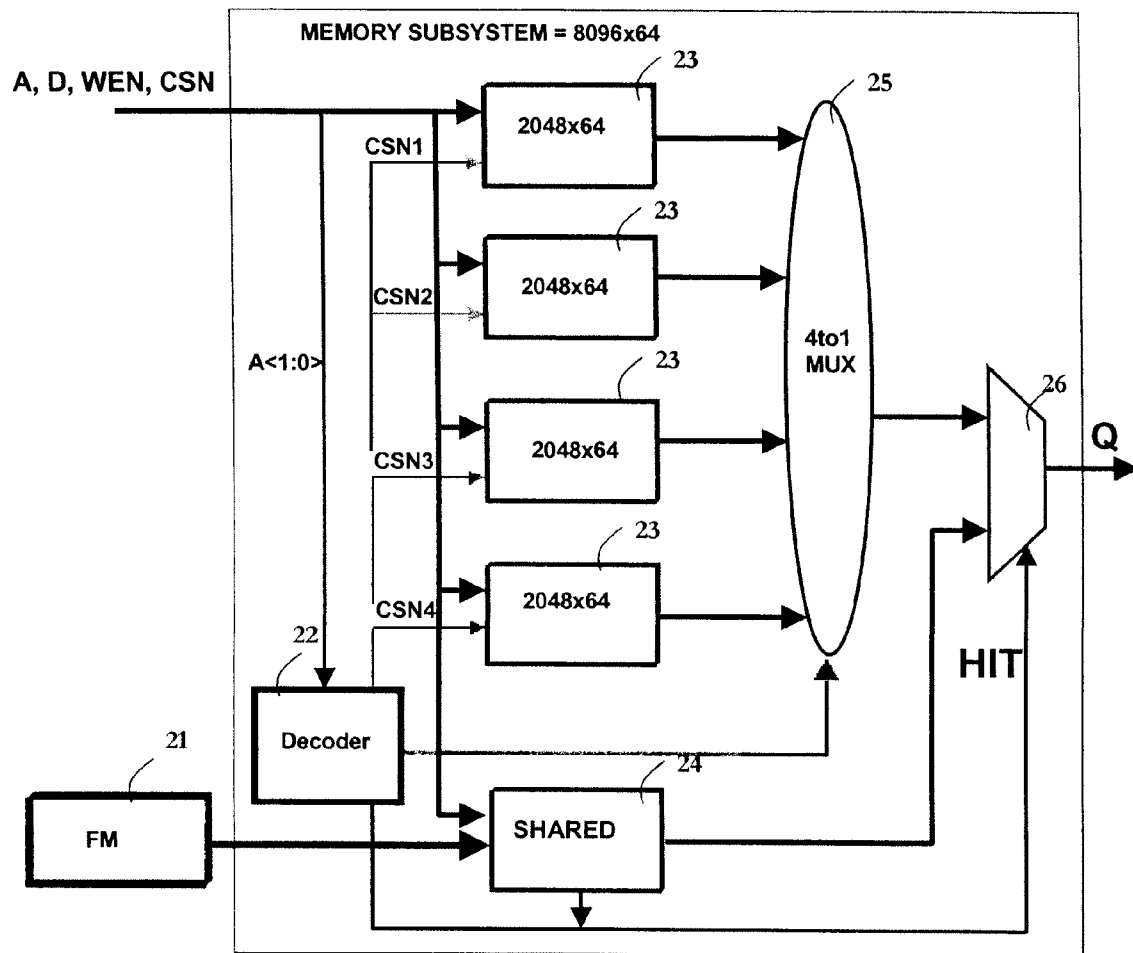 MEMORY SUBSYSTEM = 8096x64
A, D, WEN, CSN
23
2048x64
25
CSN1
23
2048x64
CSN2
A<1:0>
4to1
MUX
23
2048x64
26
Q
CSN3
23
2048x64
CSN4
22
HIT
Decoder
21
24
FM
SHARED